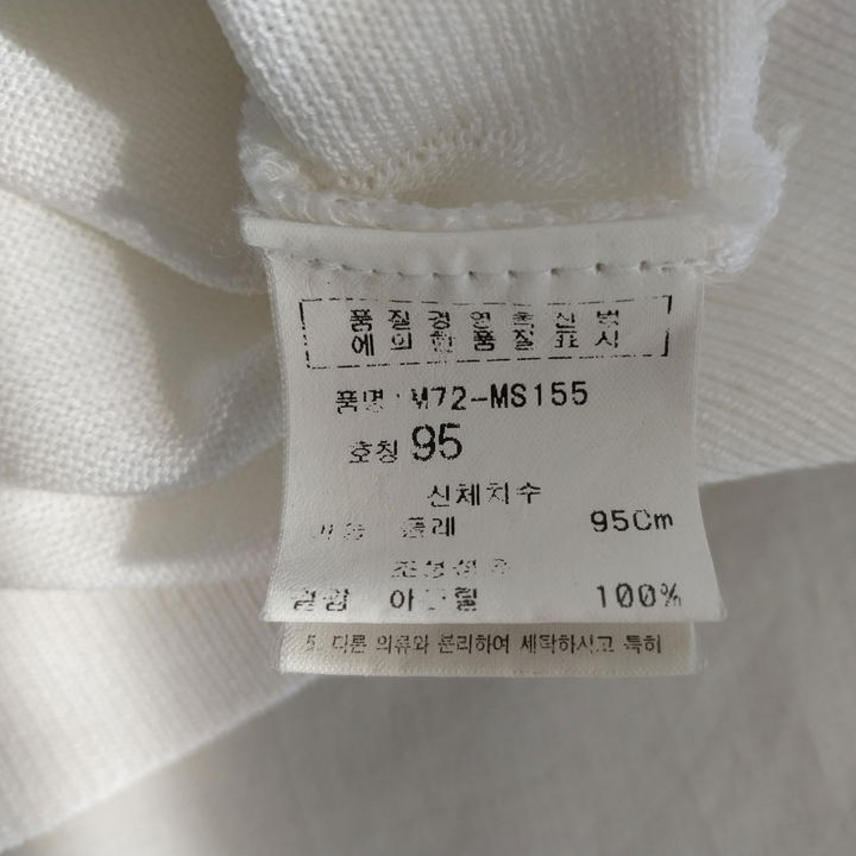 품질경영촉진법
에의한품질표시
품명: M72-MS155
호칭 95
신체치수
가슴 둘레 95Cm
조성섬유
겉감 아크릴 100%
5. 다른 의류와 분리하여 세탁하시고 특히